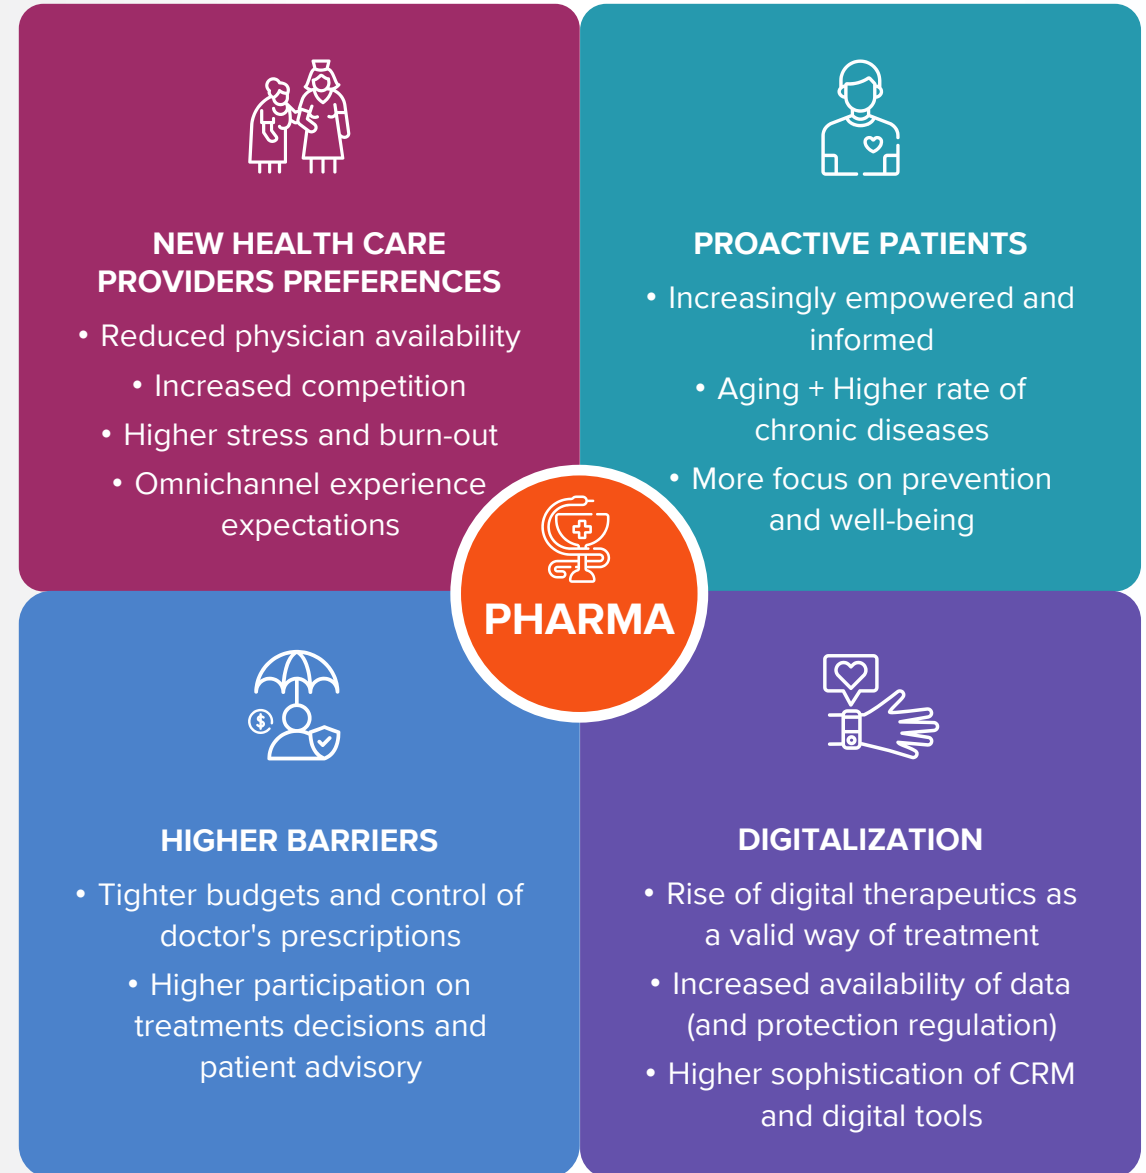 NEW HEALTH CARE
PROVIDERS PREFERENCES
• Reduced physician availability
• Increased competition
• Higher stress and burn-out
• Omnichannel experience
expectations
PROACTIVE PATIENTS
• Increasingly empowered and
informed
• Aging + Higher rate of
chronic diseases
• More focus on prevention
and well-being
PHARMA
HIGHER BARRIERS
• Tighter budgets and control of
doctor's prescriptions
• Higher participation on
treatments decisions and
patient advisory
DIGITALIZATION
• Rise of digital therapeutics as
a valid way of treatment
• Increased availability of data
(and protection regulation)
• Higher sophistication of CRM
and digital tools